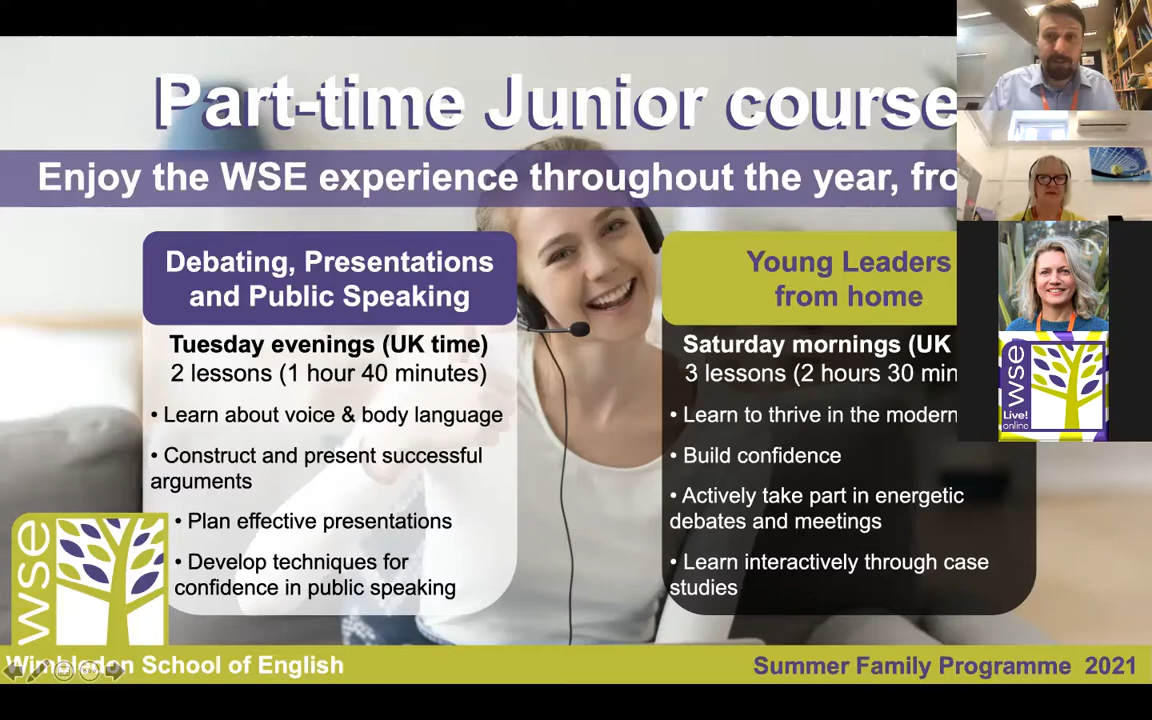 Part-time Junior course
Enjoy the WSE experience throughout the year, fro
Debating, Presentations
and Public Speaking
Tuesday evenings (UK time)
2 lessons (1 hour 40 minutes)
• Learn about voice & body language
• Construct and present successful
arguments
• Plan effective presentations
• Develop techniques for
confidence in public speaking
Young Leaders
from home
Saturday mornings (UK
3 lessons (2 hours 30 min
• Learn to thrive in the modern
• Build confidence
• Actively take part in energetic
debates and meetings
• Learn interactively through case
studies
wse
Live!
online
wse
Wimbledon School of English
Summer Family Programme 2021